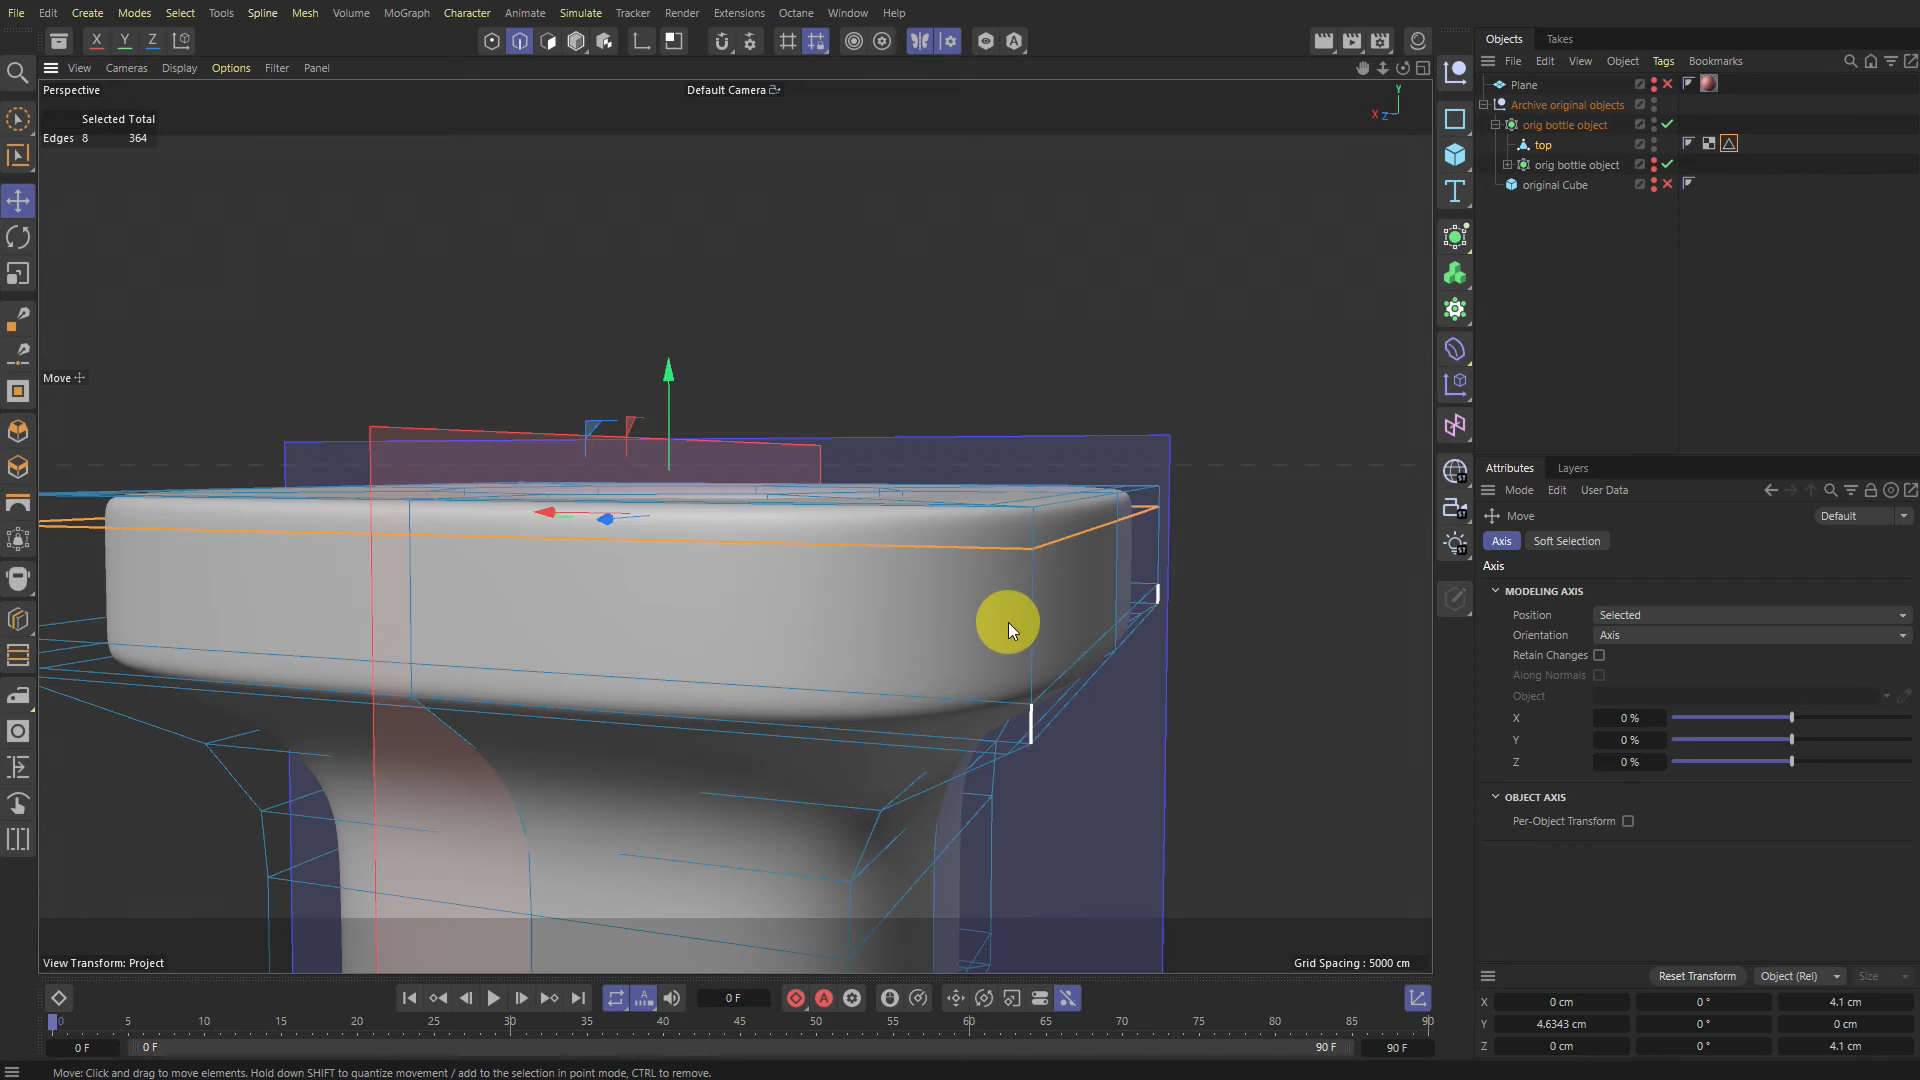 File Edit Create Modes Select Tools Spline Mesh Volume MoGraph Character Animate Simulate Tracker Render Extensions Octane Window Help
X Y Z
View Cameras Display Options Filter Panel
Perspective
Default Camera
Selected Total
Edges 8 364
Y
X Z
Move
View Transform: Project
Grid Spacing : 5000 cm
Objects Takes
File Edit View Object Tags Bookmarks
Plane
Archive original objects
orig bottle object
top
orig bottle object
original Cube
Attributes Layers
Mode Edit User Data
Move
Default
Axis Soft Selection
Axis
MODELING AXIS
Position Selected
Orientation Axis
Retain Changes
Along Normals
Object
X 0 %
Y 0 %
Z 0 %
OBJECT AXIS
Per-Object Transform
Reset Transform Object (Rel) Size
X 0 cm 0 ° 4.1 cm
Y 4.6343 cm 0 ° 0 cm
Z 0 cm 0 ° 4.1 cm
0 F
0 5 10 15 20 25 30 35 40 45 50 55 60 65 70 75 80 85 90
0 F 0 F 90 F 90 F
Move: Click and drag to move elements. Hold down SHIFT to quantize movement / add to the selection in point mode, CTRL to remove.